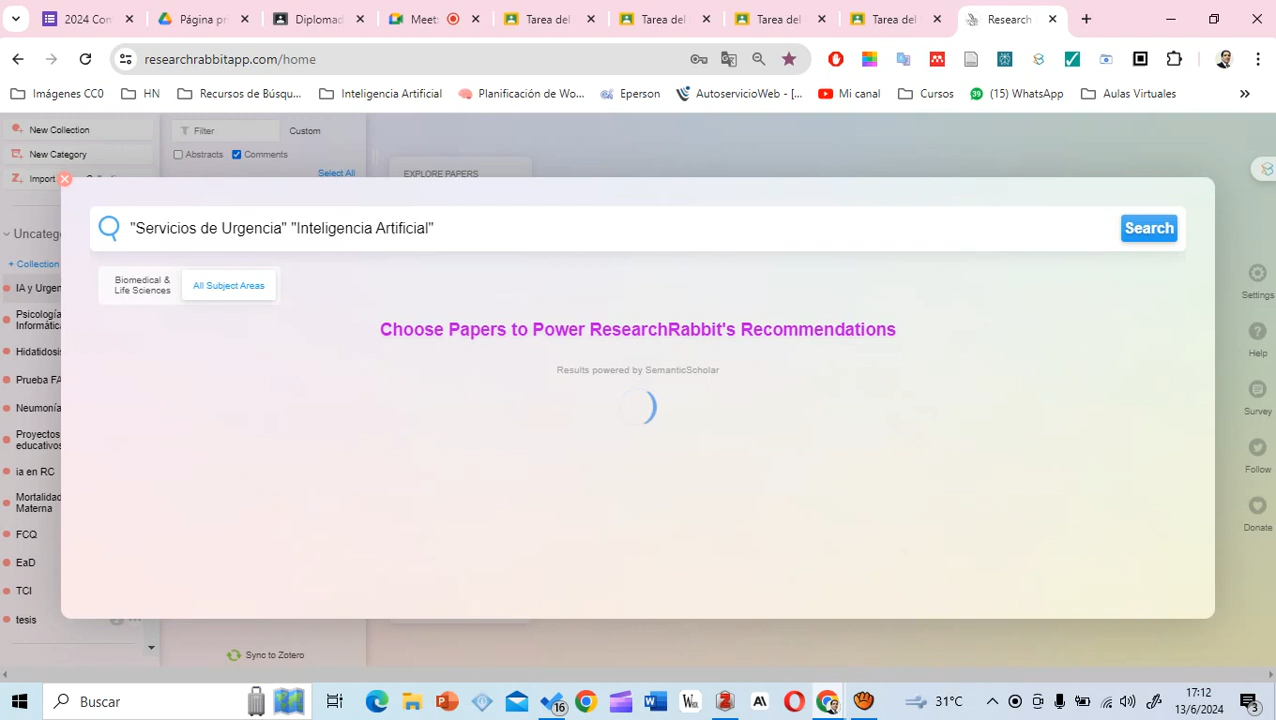 2024 Con
Página pr
Diplomad
Meet:
Tarea del
Tarea del
Tarea del
Tarea del
Research
researchrabbitapp.com/home
Imágenes CC0
HN
Recursos de Búsqu...
Inteligencia Artificial
Planificación de Wo...
Eperson
AutoservicioWeb - [...
Mi canal
Cursos
39
(15) WhatsApp
Aulas Virtuales
New Collection
Filter
Custom
New Category
Abstracts
Comments
Import
Select All
EXPLORE PAPERS
"Servicios de Urgencia" "Inteligencia Artificial"
Search
Biomedical &
Life Sciences
All Subject Areas
Choose Papers to Power ResearchRabbit's Recommendations
Results powered by SemanticScholar
Uncateg
+ Collection
IA y Urgen
Psicología
Informátic
Hidatidosis
Prueba FA
Neumonía
Proyectos
educativos
ia en RC
Mortalidad
Materna
FCQ
EaD
TCI
tesis
Sync to Zotero
Settings
Help
Survey
Follow
Donate
Buscar
16
31°C
17:12
13/6/2024
3